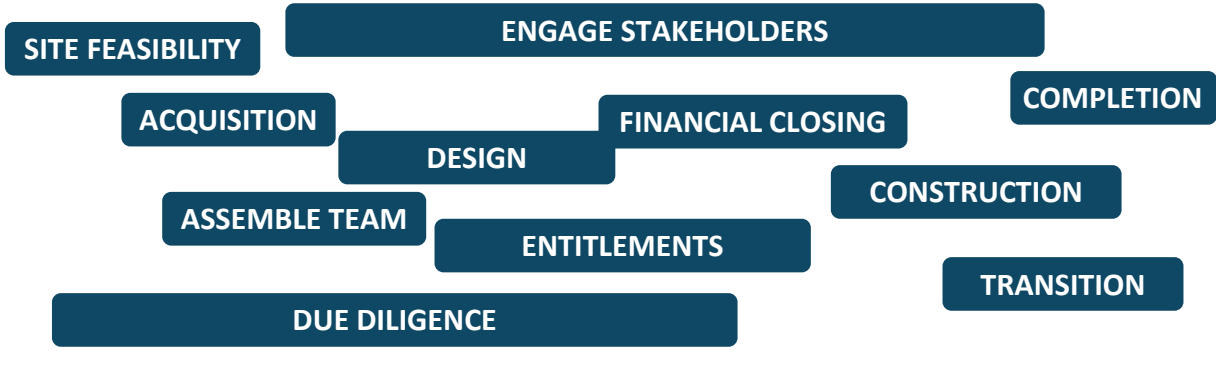 ENGAGE STAKEHOLDERS
SITE FEASIBILITY
COMPLETION
ACQUISITION
FINANCIAL CLOSING
DESIGN
CONSTRUCTION
ASSEMBLE TEAM
ENTITLEMENTS
TRANSITION
DUE DILIGENCE